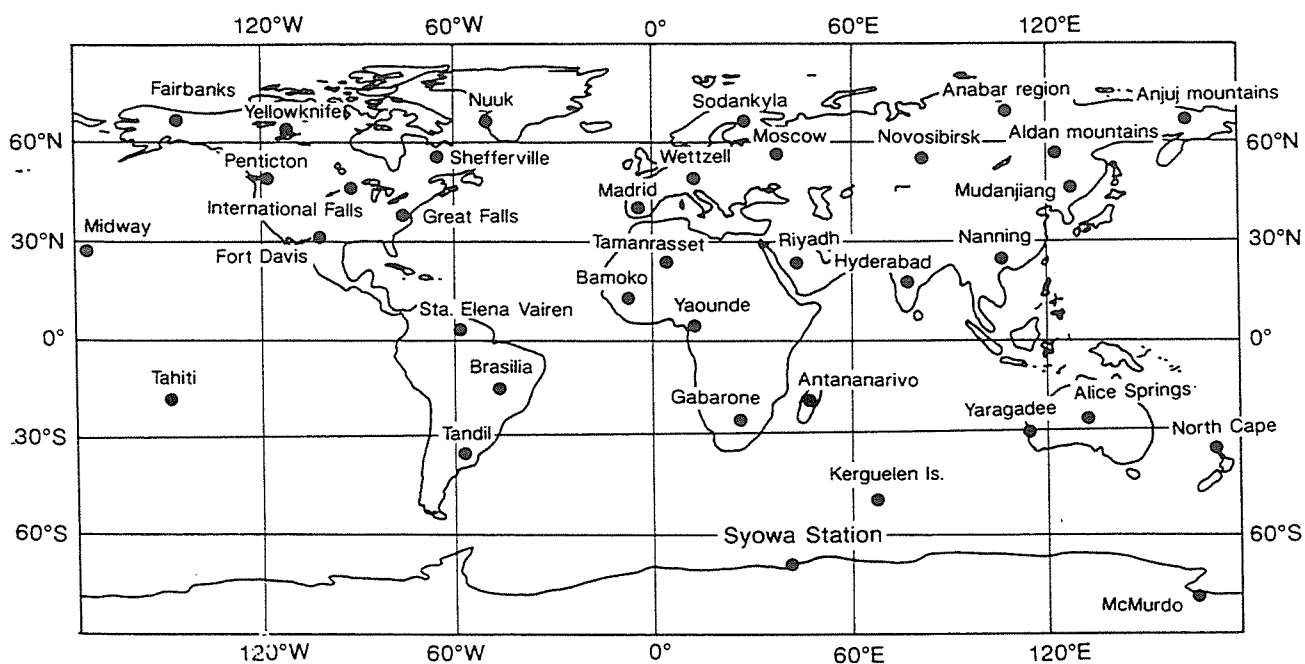 120°W 60°W 0° 60°E 120°E
Fairbanks
Anabar region
Anjuj mountains
Nuuk
Sodankyla
Yellowknife
60°N
Moscow
Novosibirsk
Aldan mountains
60°N
Penticton
Shefferville
Wettzell
Madrid
Mudanjiang
International Falls
Great Falls
Midway
30°N
Fort Davis
Tamanrasset
Riyadh
Nanning
30°N
Hyderabad
Bamoko
Sta. Elena Vairen
Yaounde
0°
0°
Tahiti
Brasilia
Antananarivo
Alice Springs
Gabarone
Yaragadee
30°S
Tandil
North Cape
30°S
Kerguelen Is.
60°S
Syowa Station
60°S
McMurdo
120°W 60°W 0° 60°E 120°E